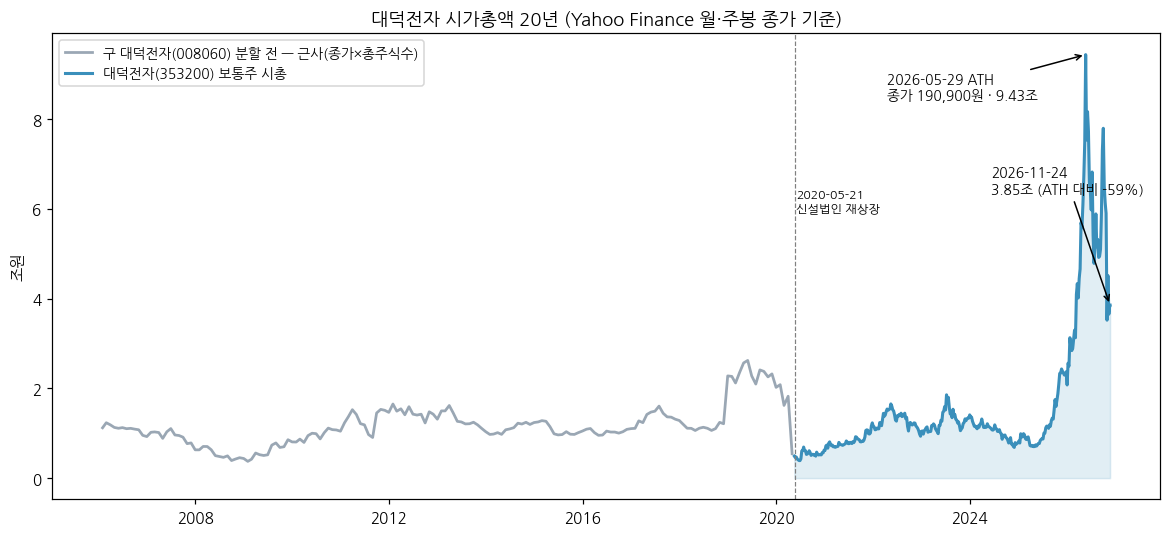 대덕전자 시가총액 20년 (Yahoo Finance 월·주봉 종가 기준)
구 대덕전자(008060) 분할 전 — 근사(종가×총주식수)
대덕전자(353200) 보통주 시총
2026-05-29 ATH
종가 190,900원 · 9.43조
2026-11-24
3.85조 (ATH 대비 -59%)
2020-05-21
신설법인 재상장
조원
8
6
4
2
0
2008
2012
2016
2020
2024